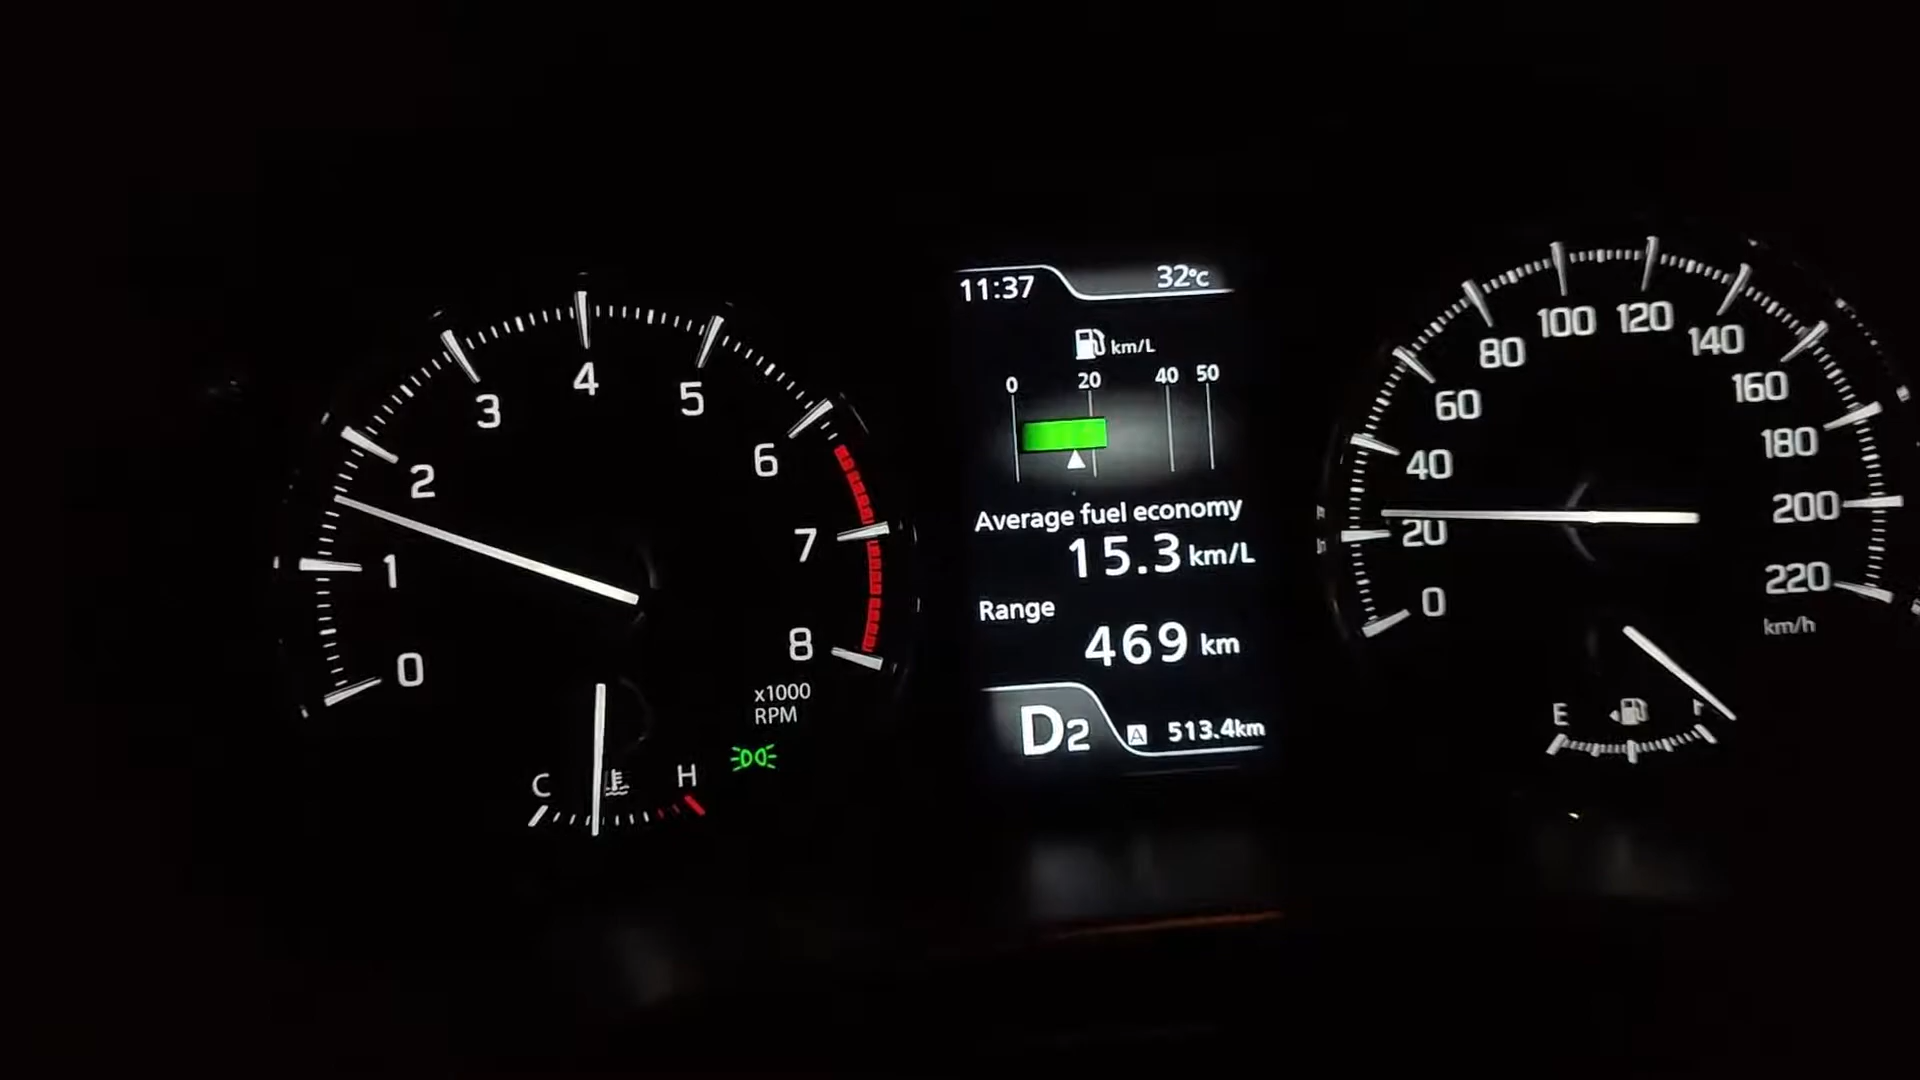 11:37 32°C
km/L
0 20 40 50
Average fuel economy
15.3 km/L
Range
469 km
D2 A 513.4km
0
1
2
3
4
5
6
7
8
x1000
RPM
C H
0
20
40
60
80
100
120
140
160
180
200
220
km/h
E F